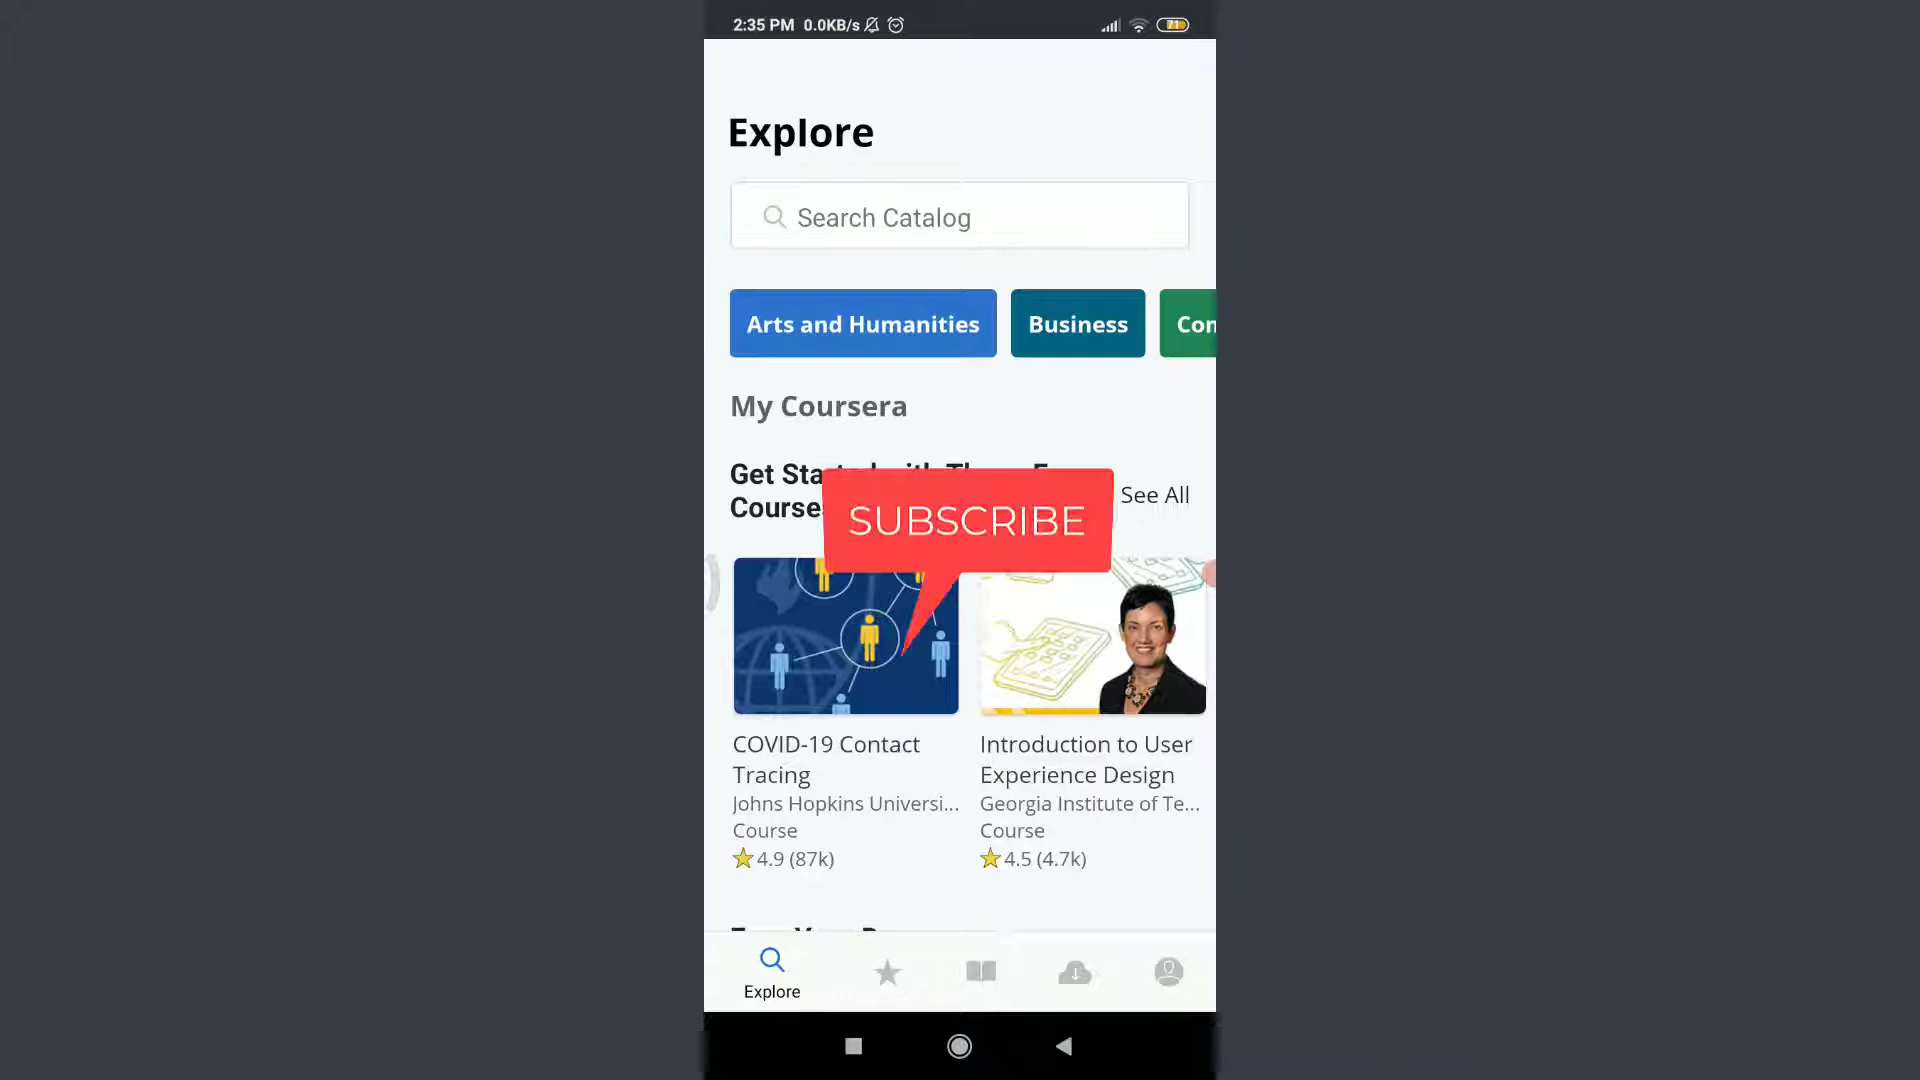 2:35 PM 0.0KB/s
71
Explore
Search Catalog
Arts and Humanities
Business
Con
My Coursera
Get Sta
Course
SUBSCRIBE
See All
COVID-19 Contact
Tracing
Johns Hopkins Universi...
Course
4.9 (87k)
Introduction to User
Experience Design
Georgia Institute of Te...
Course
4.5 (4.7k)
Explore